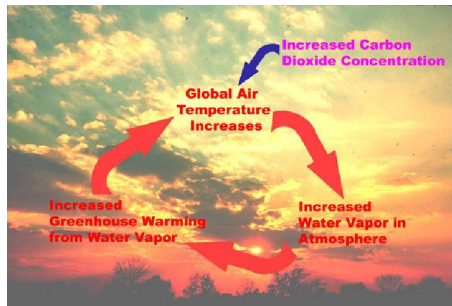 Increased Carbon
Dioxide Concentration
Global Air
Temperature
Increases
Increased
Water Vapor in
Atmosphere
Increased
Greenhouse Warming
from Water Vapor